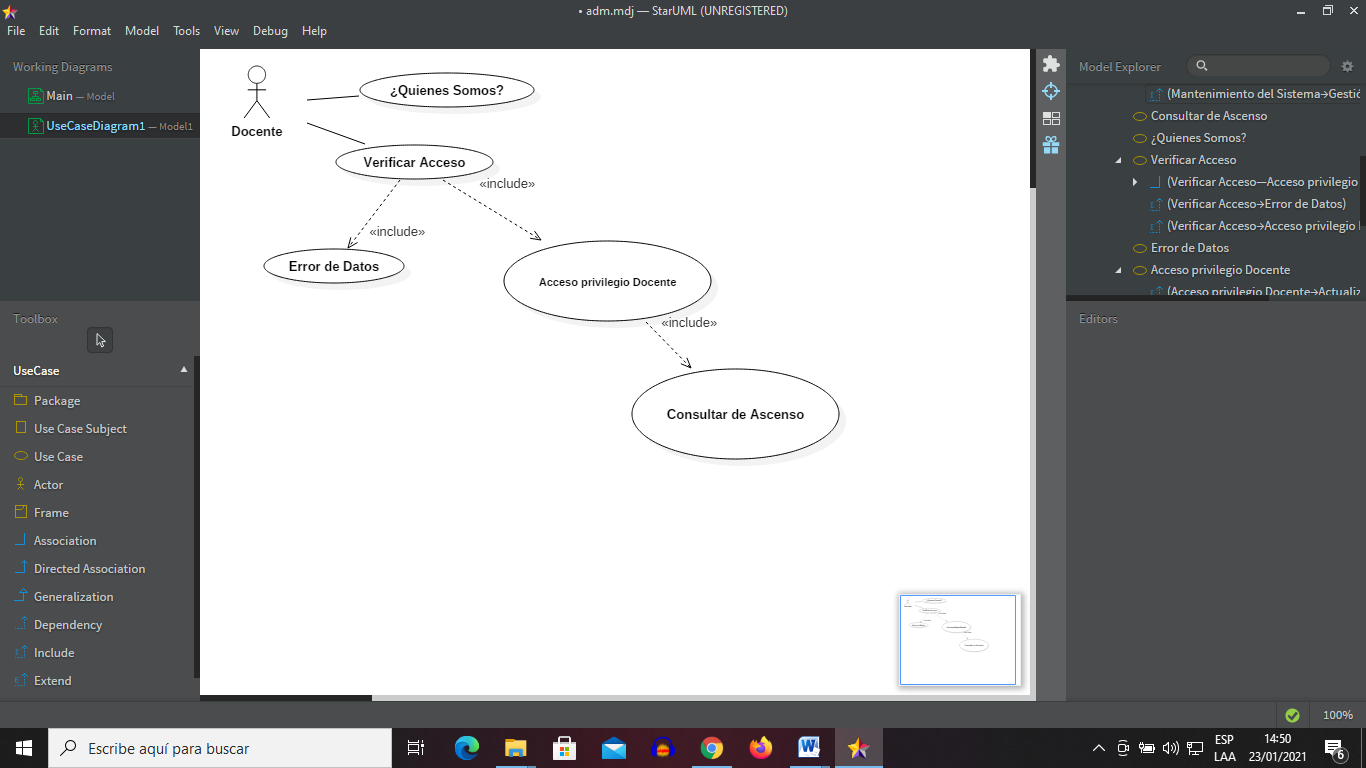 • adm.mdj — StarUML (UNREGISTERED)
File Edit Format Model Tools View Debug Help
Working Diagrams
Main — Model
UseCaseDiagram1 — Model1
Toolbox
UseCase
Package
Use Case Subject
Use Case
Actor
Frame
Association
Directed Association
Generalization
Dependency
Include
Extend
Docente
¿Quienes Somos?
Verificar Acceso
«include»
«include»
Error de Datos
Acceso privilegio Docente
«include»
Consultar de Ascenso
Model Explorer
(Mantenimiento del Sistema→Gestió
Consultar de Ascenso
¿Quienes Somos?
Verificar Acceso
(Verificar Acceso—Acceso privilegio
(Verificar Acceso→Error de Datos)
(Verificar Acceso→Acceso privilegio
Error de Datos
Acceso privilegio Docente
(Acceso privilegio Docente→Actualiz
Editors
100%
Escribe aquí para buscar
ESP
LAA
14:50
23/01/2021
6